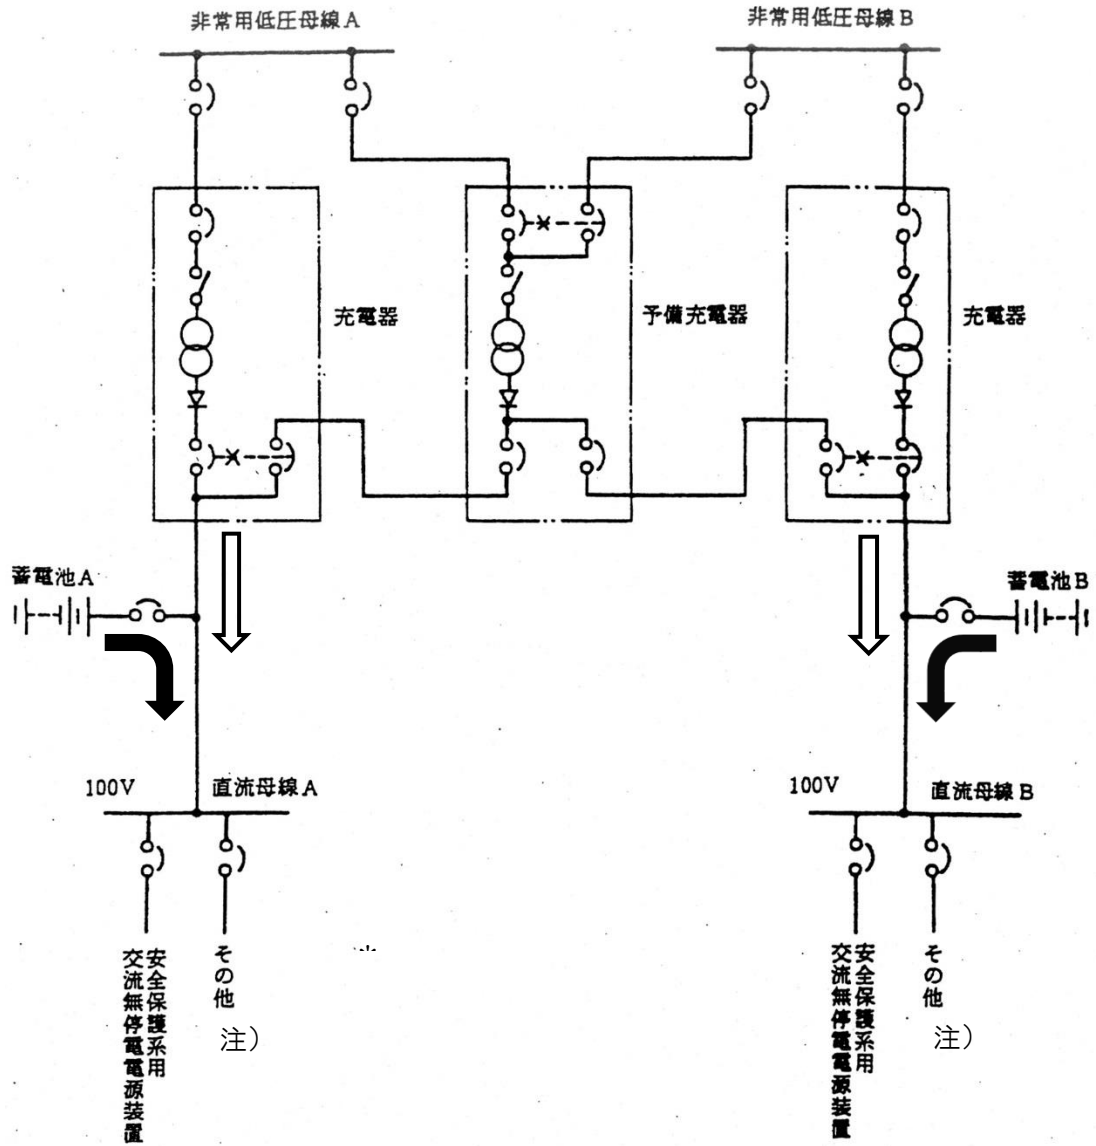 非常用低圧母線A
非常用低圧母線B
充電器
予備充電器
充電器
蓄電池A
蓄電池B
100V
直流母線A
100V
直流母線B
安全保護系用
交流無停電電源装置
その他
注）
安全保護系用
交流無停電電源装置
その他
注）